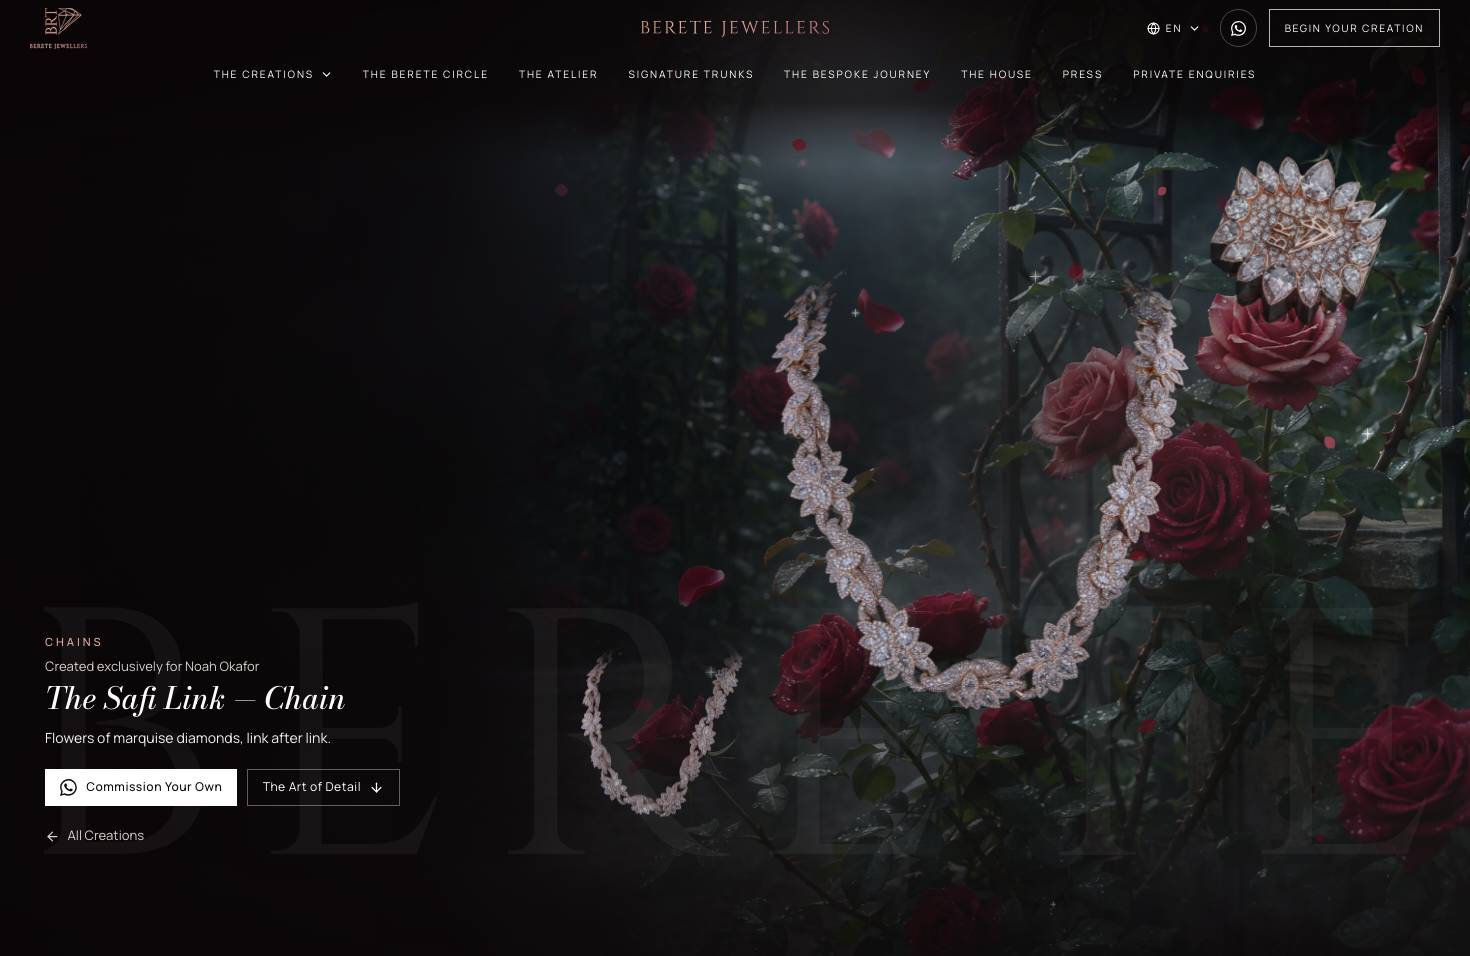 BRT
BERETE JEWELLERS
BERETE JEWELLERS
EN
BEGIN YOUR CREATION
THE CREATIONS
THE BERETE CIRCLE
THE ATELIER
SIGNATURE TRUNKS
THE BESPOKE JOURNEY
THE HOUSE
PRESS
PRIVATE ENQUIRIES
BRT
BERETE
CHAINS
Created exclusively for Noah Okafor
The Safi Link — Chain
Flowers of marquise diamonds, link after link.
Commission Your Own
The Art of Detail
All Creations